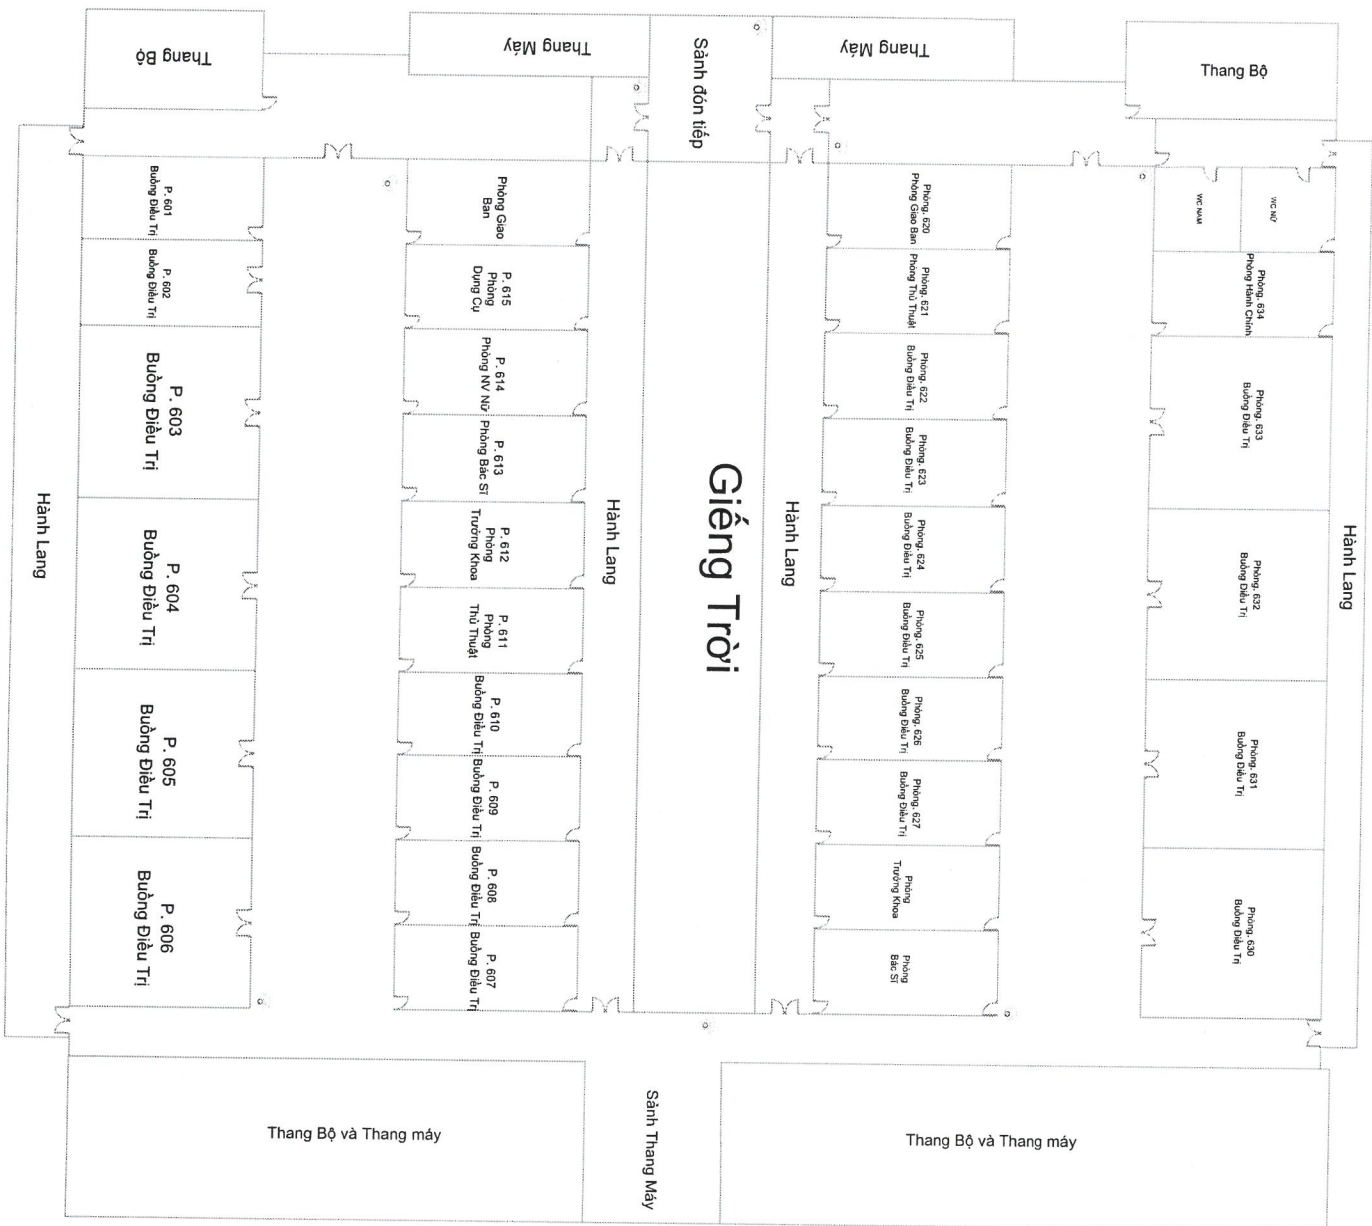 Thang Bộ
Thang Máy
Sảnh đón tiếp
Thang Máy
Thang Bộ
P. 601
Buồng Điều Trị
P. 602
Buồng Điều Trị
P. 603
Buồng Điều Trị
P. 604
Buồng Điều Trị
P. 605
Buồng Điều Trị
P. 606
Buồng Điều Trị
Hành Lang
Phòng Giao
Ban
P. 615
Phòng
Dụng Cụ
P. 614
Phòng NV Nữ
P. 613
Phòng Bác Sĩ
P. 612
Phòng
Trưởng Khoa
P. 611
Phòng
Thủ Thuật
P. 610
Buồng Điều Trị
P. 609
Buồng Điều Trị
P. 608
Buồng Điều Trị
P. 607
Buồng Điều Trị
Hành Lang
Giếng Trời
Hành Lang
Phòng. 620
Phòng Giao Ban
Phòng. 621
Phòng Thủ Thuật
Phòng. 622
Buồng Điều Trị
Phòng. 623
Buồng Điều Trị
Phòng. 624
Buồng Điều Trị
Phòng. 625
Buồng Điều Trị
Phòng. 626
Buồng Điều Trị
Phòng. 627
Buồng Điều Trị
Phòng
Trưởng Khoa
Phòng
Bác Sĩ
WC NAM
WC NỮ
Phòng. 634
Phòng Hành Chính
Phòng. 633
Buồng Điều Trị
Phòng. 632
Buồng Điều Trị
Phòng. 631
Buồng Điều Trị
Phòng. 630
Buồng Điều Trị
Hành Lang
Thang Bộ và Thang máy
Sảnh Thang Máy
Thang Bộ và Thang máy